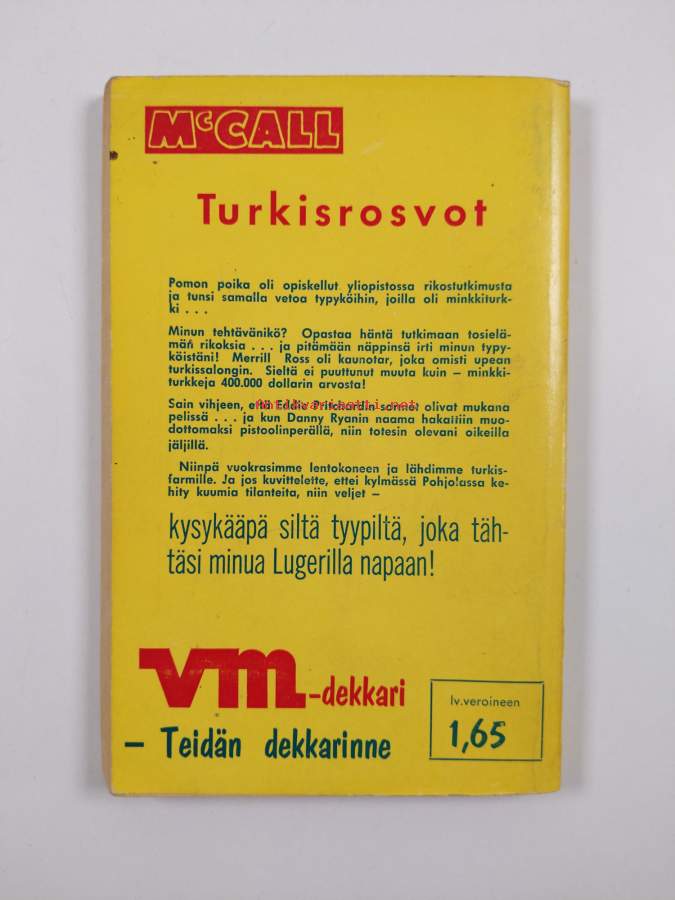 McCALL
Turkisrosvot
Pomon poika oli opiskellut yliopistossa rikostutkimusta
ja tunsi samalla vetoa typyköihin, joilla oli minkkiturk-
ki . . .
Minun tehtävänikö? Opastaa häntä tutkimaan tosielä-
män rikoksia . . . ja pitämään näppinsä irti minun typy-
köistäni! Merrill Ross oli kaunotar, joka omisti upean
turkissalongin. Sieltä ei puuttunut muuta kuin — minkki-
turkkeja 400.000 dollarin arvosta!
antikvariaatti.net
Sain vihjeen, että Eddie Pritchardin sormet olivat mukana
pelissä . . . ja kun Danny Ryanin naama hakattiin muo-
dottomaksi pistoolinperällä, niin totesin olevani oikeilla
jäljillä.
Niinpä vuokrasimme lentokoneen ja lähdimme turkis-
farmille. Ja jos kuvittelette, ettei kylmässä Pohjolassa ke-
hity kuumia tilanteita, niin veljet —
kysykääpä siltä tyypiltä, joka täh-
täsi minua Lugerilla napaan!
vm-dekkari
— Teidän dekkarinne
lv.veroineen
1,65